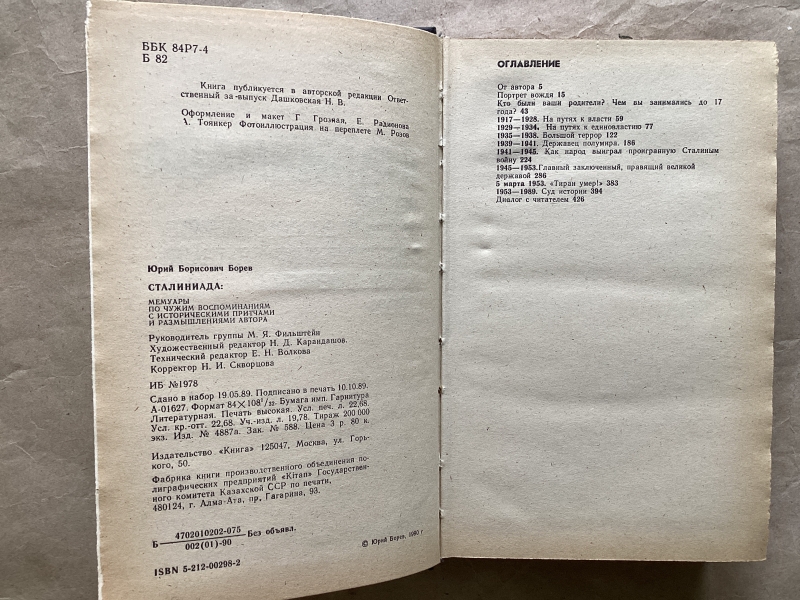 ББК 84Р7-4
Б 82
Книга публикуется в авторской редакции Ответ-
ственный за -выпуск Дашковская Н. В.
Оформление и макет Г Грозная, Е. Радионова
А. Тоникер Фотоиллюстрация на переплете М. Розов
Юрий Борисович Борев
СТАЛИНИАДА:
МЕМУАРЫ
ПО ЧУЖИМ ВОСПОМИНАНИЯМ
С ИСТОРИЧЕСКИМИ ПРИТЧАМИ
И РАЗМЫШЛЕНИЯМИ АВТОРА
Руководитель группы М. Я. Фильштейн
Художественный редактор Н. Д. Карандашов.
Технический редактор Е. Н. Волкова
Корректор Н. И. Скворцова
ИБ №1978
Сдано в набор 19.05.89. Подписано в печать 10.10.89.
А-01627. Формат 84×108¹/₃₂. Бумага имп. Гарнитура
Литературная. Печать высокая. Усл. печ. л. 22,68.
Усл. кр.-отт. 22,68. Уч.-изд. л. 19,78. Тираж 200 000
экз. Изд. № 4887а. Зак. № 588. Цена 3 р. 80 к.
Издательство «Книга» 125047, Москва, ул. Горь-
кого, 50.
Фабрика книги производственного объединения по-
лиграфических предприятий «Кітап» Государствен-
ного комитета Казахской ССР по печати,
480124, г. Алма-Ата, пр. Гагарина, 93.
4702010202-075
Б Без объявл.
002(01)-90
© Юрий Борев, 1990 г
ISBN 5-212-00298-2
ОГЛАВЛЕНИЕ
От автора 5
Портрет вождя 15
Кто были ваши родители? Чем вы занимались до 17
года? 43
1917—1928. На путях к власти 59
1929—1934. На путях к единовластию 77
1935—1938. Большой террор 122
1939—1941. Державец полумира. 186
1941—1945. Как народ выиграл проигранную Сталиным
войну 224
1945—1953.Главный заключенный, правящий великой
державой 286
5 марта 1953. «Тиран умер!» 383
1953—1989. Суд истории 394
Диалог с читателем 426